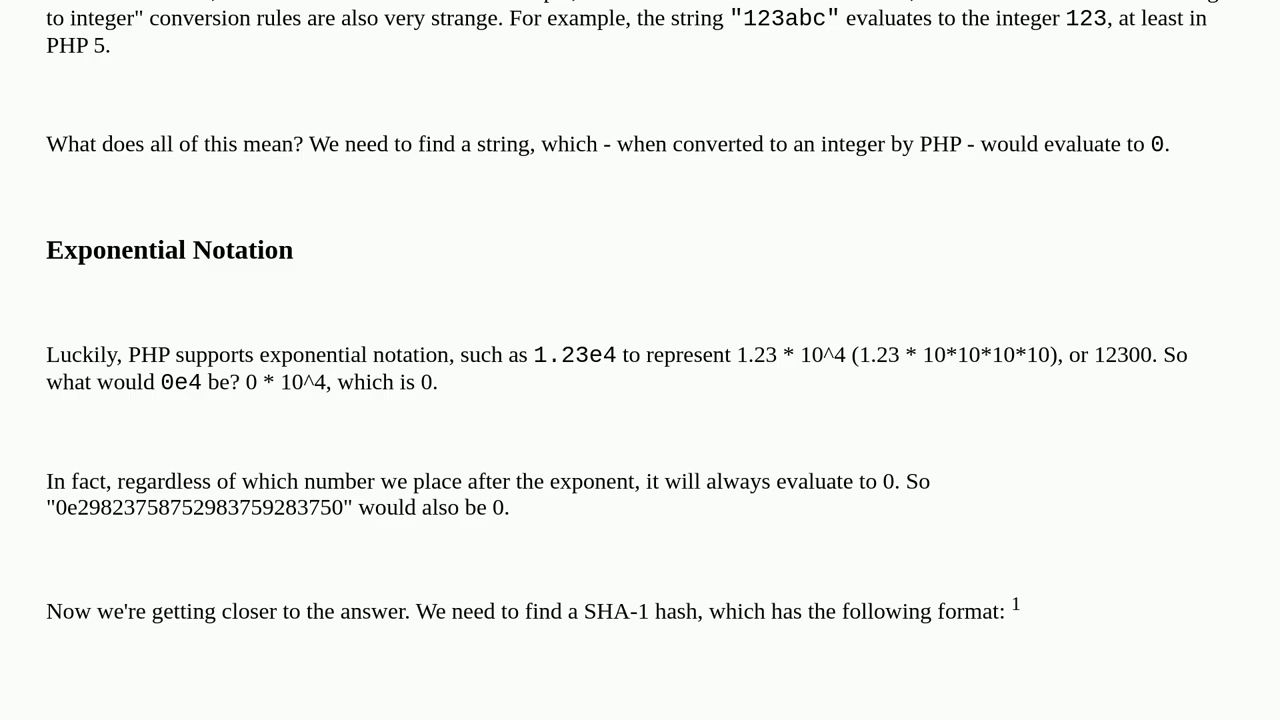 to integer" conversion rules are also very strange. For example, the string "123abc" evaluates to the integer 123, at least in
PHP 5.
What does all of this mean? We need to find a string, which - when converted to an integer by PHP - would evaluate to 0.
Exponential Notation
Luckily, PHP supports exponential notation, such as 1.23e4 to represent 1.23 * 10^4 (1.23 * 10*10*10*10), or 12300. So
what would 0e4 be? 0 * 10^4, which is 0.
In fact, regardless of which number we place after the exponent, it will always evaluate to 0. So
"0e29823758752983759283750" would also be 0.
Now we're getting closer to the answer. We need to find a SHA-1 hash, which has the following format: 1